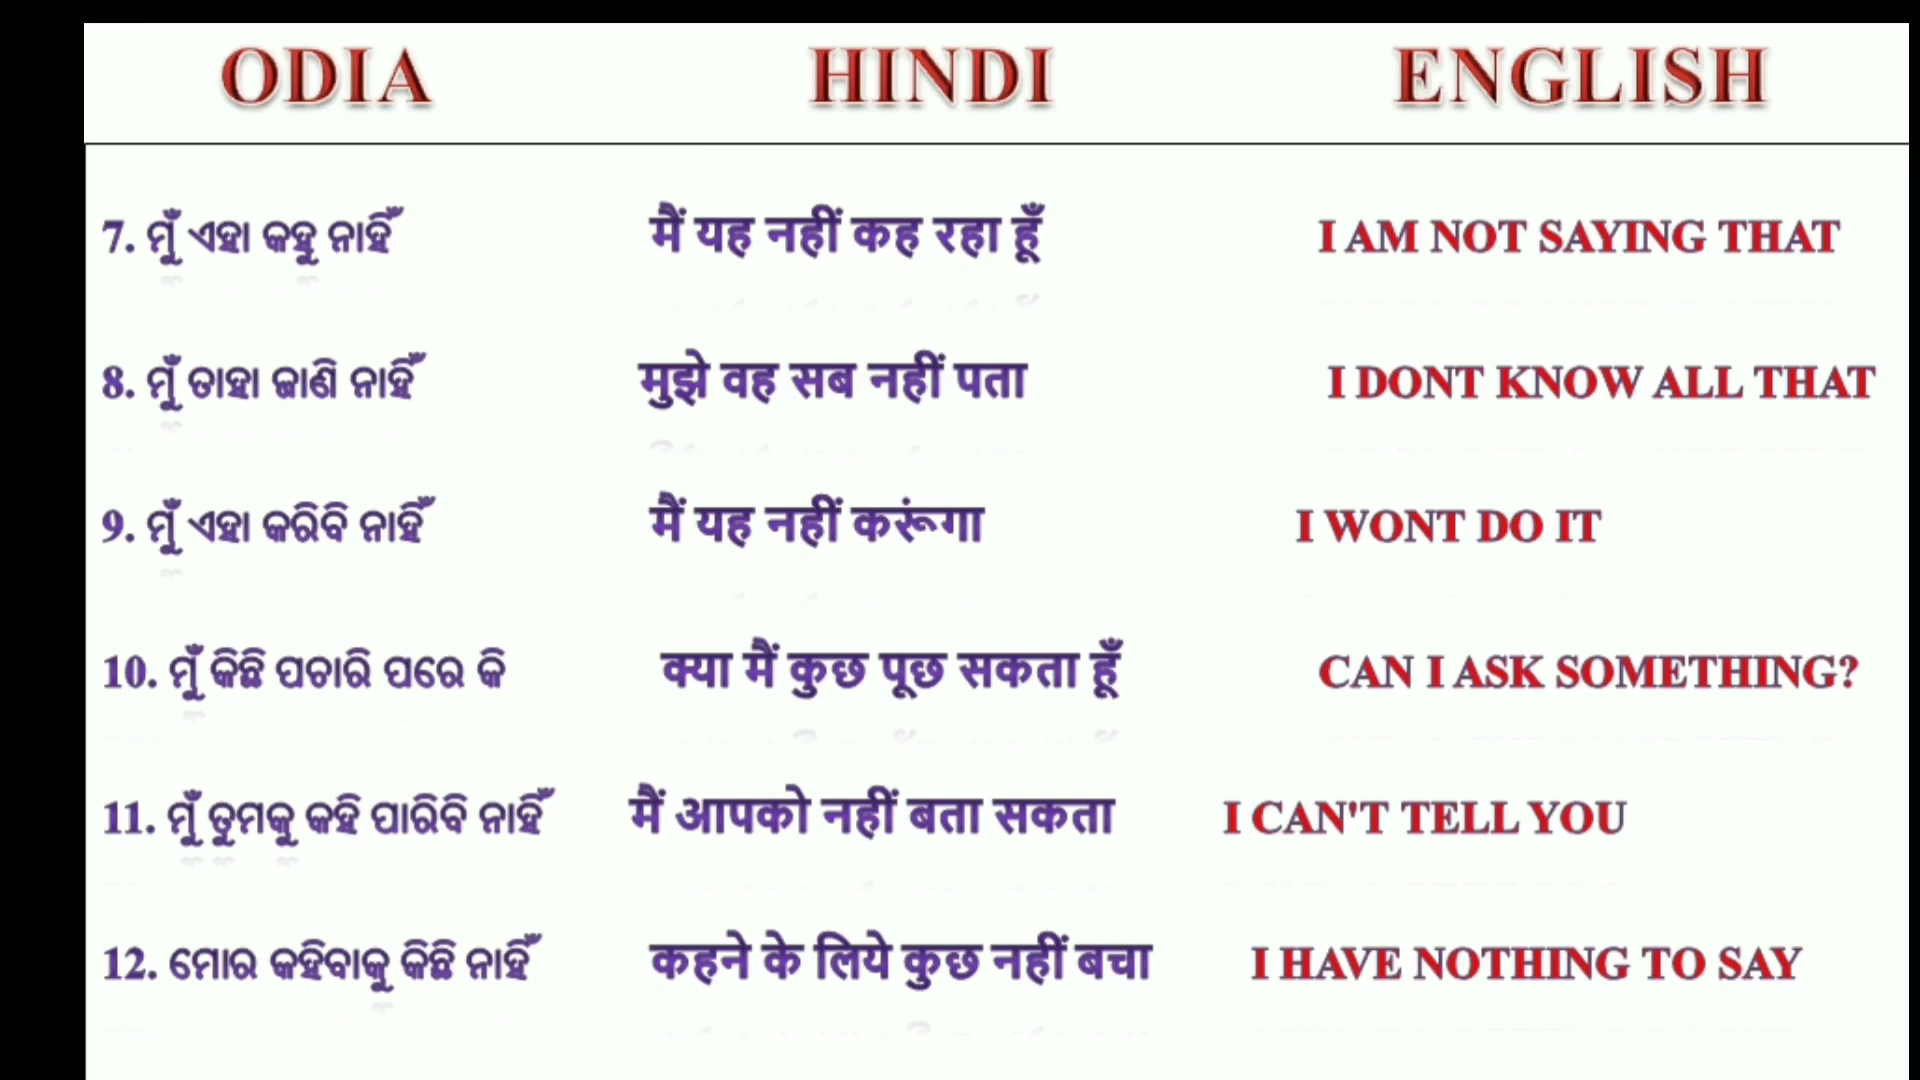 ODIA HINDI ENGLISH
7. ମୁଁ ଏହା କହୁ ନାହିଁ मैं यह नहीं कह रहा हूँ I AM NOT SAYING THAT
8. ମୁଁ ତାହା ଜାଣି ନାହିଁ मुझे वह सब नहीं पता I DONT KNOW ALL THAT
9. ମୁଁ ଏହା କରିବି ନାହିଁ मैं यह नहीं करूंगा I WONT DO IT
10. ମୁଁ କିଛି ପଚାରି ପରେ କି क्या मैं कुछ पूछ सकता हूँ CAN I ASK SOMETHING?
11. ମୁଁ ତୁମକୁ କହି ପାରିବି ନାହିଁ मैं आपको नहीं बता सकता I CAN'T TELL YOU
12. ମୋର କହିବାକୁ କିଛି ନାହିଁ कहने के लिये कुछ नहीं बचा I HAVE NOTHING TO SAY